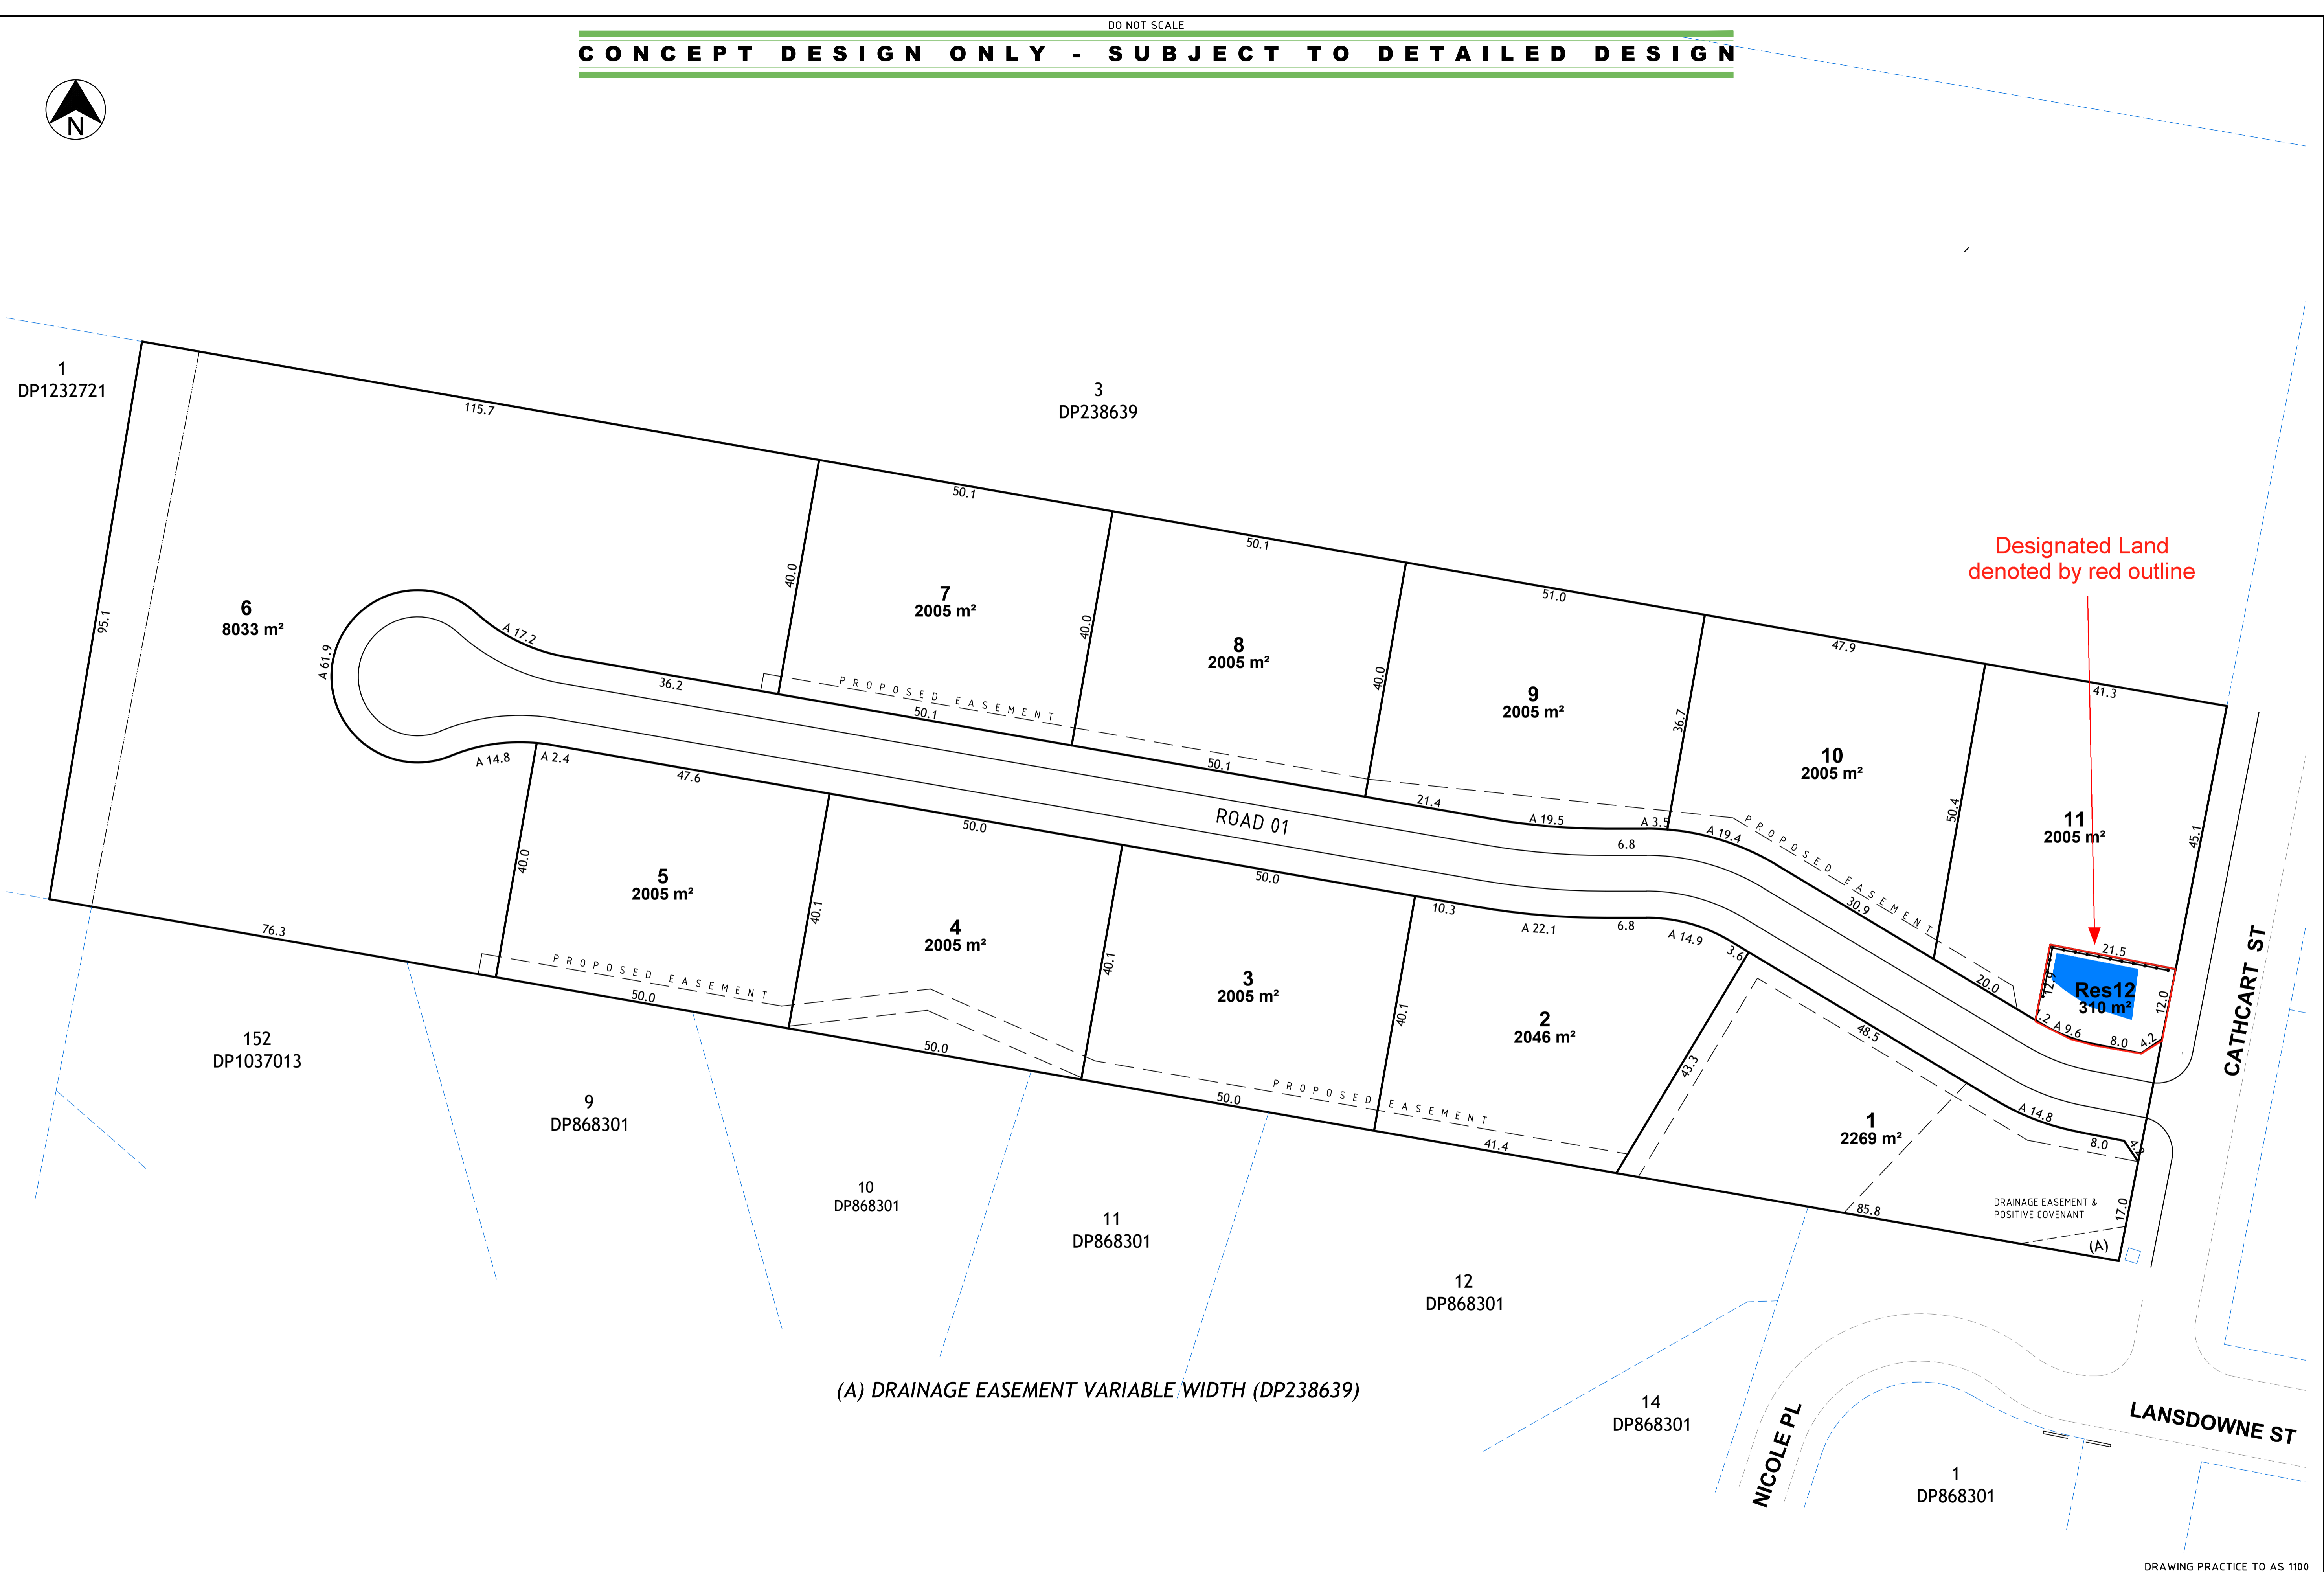 DO NOT SCALE
CONCEPT DESIGN ONLY - SUBJECT TO DETAILED DESIGN
N
1
DP1232721
3
DP238639
115.7
50.1
50.1
51.0
47.9
41.3
Designated Land
denoted by red outline
95.1
6
8033 m²
A 61.9
A 17.2
36.2
40.0
7
2005 m²
PROPOSED EASEMENT
50.1
40.0
8
2005 m²
50.1
40.0
9
2005 m²
21.4
A 19.5
A 3.5
6.8
36.7
10
2005 m²
A 19.4
PROPOSED EASEMENT
30.9
50.4
11
2005 m²
45.1
20.0
21.5
12.9
Res12
310 m²
12.0
A 9.6
8.0
4.2
CATHCART ST
ROAD 01
A 14.8
A 2.4
47.6
50.0
50.0
10.3
A 22.1
6.8
A 14.9
3.6
48.5
A 14.8
8.0
4.2
76.3
40.0
5
2005 m²
PROPOSED EASEMENT
50.0
40.1
4
2005 m²
50.0
40.1
3
2005 m²
50.0
PROPOSED EASEMENT
40.1
2
2046 m²
41.4
43.3
1
2269 m²
85.8
DRAINAGE EASEMENT &
POSITIVE COVENANT
17.0
(A)
152
DP1037013
9
DP868301
10
DP868301
11
DP868301
12
DP868301
14
DP868301
1
DP868301
(A) DRAINAGE EASEMENT VARIABLE WIDTH (DP238639)
NICOLE PL
LANSDOWNE ST
DRAWING PRACTICE TO AS 1100